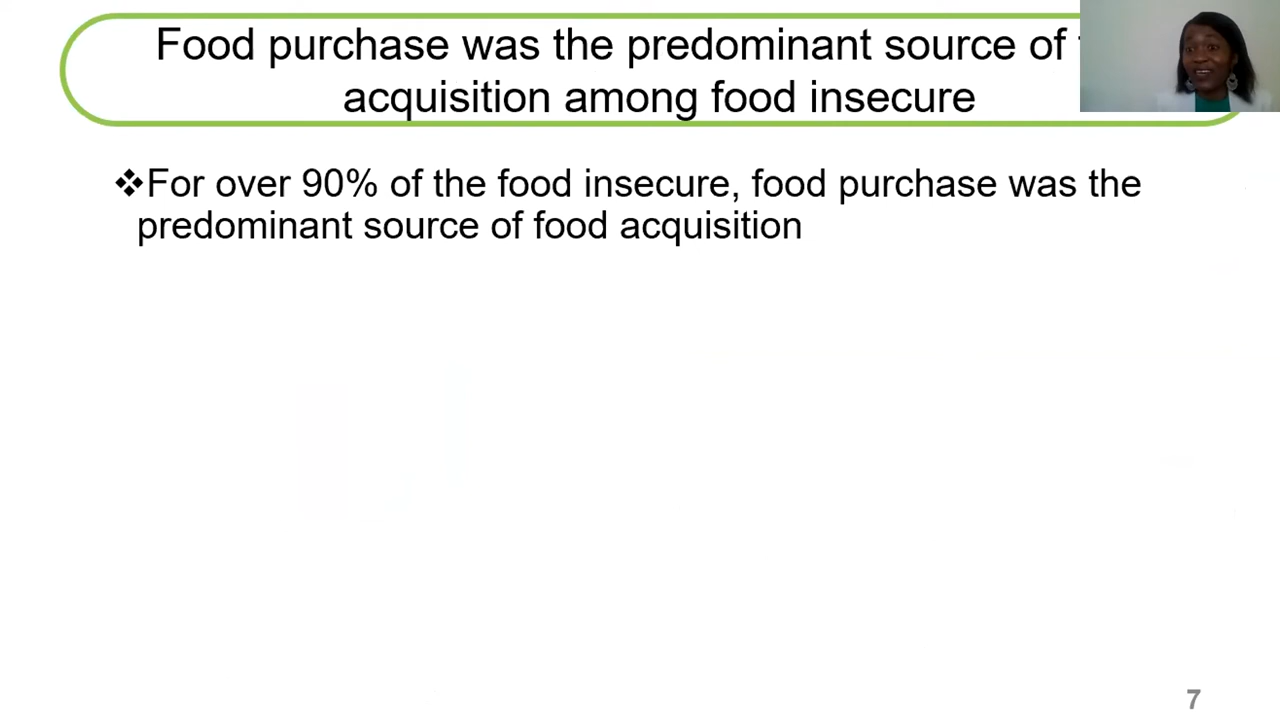 Food purchase was the predominant source of
acquisition among food insecure
❖For over 90% of the food insecure, food purchase was the
predominant source of food acquisition
7